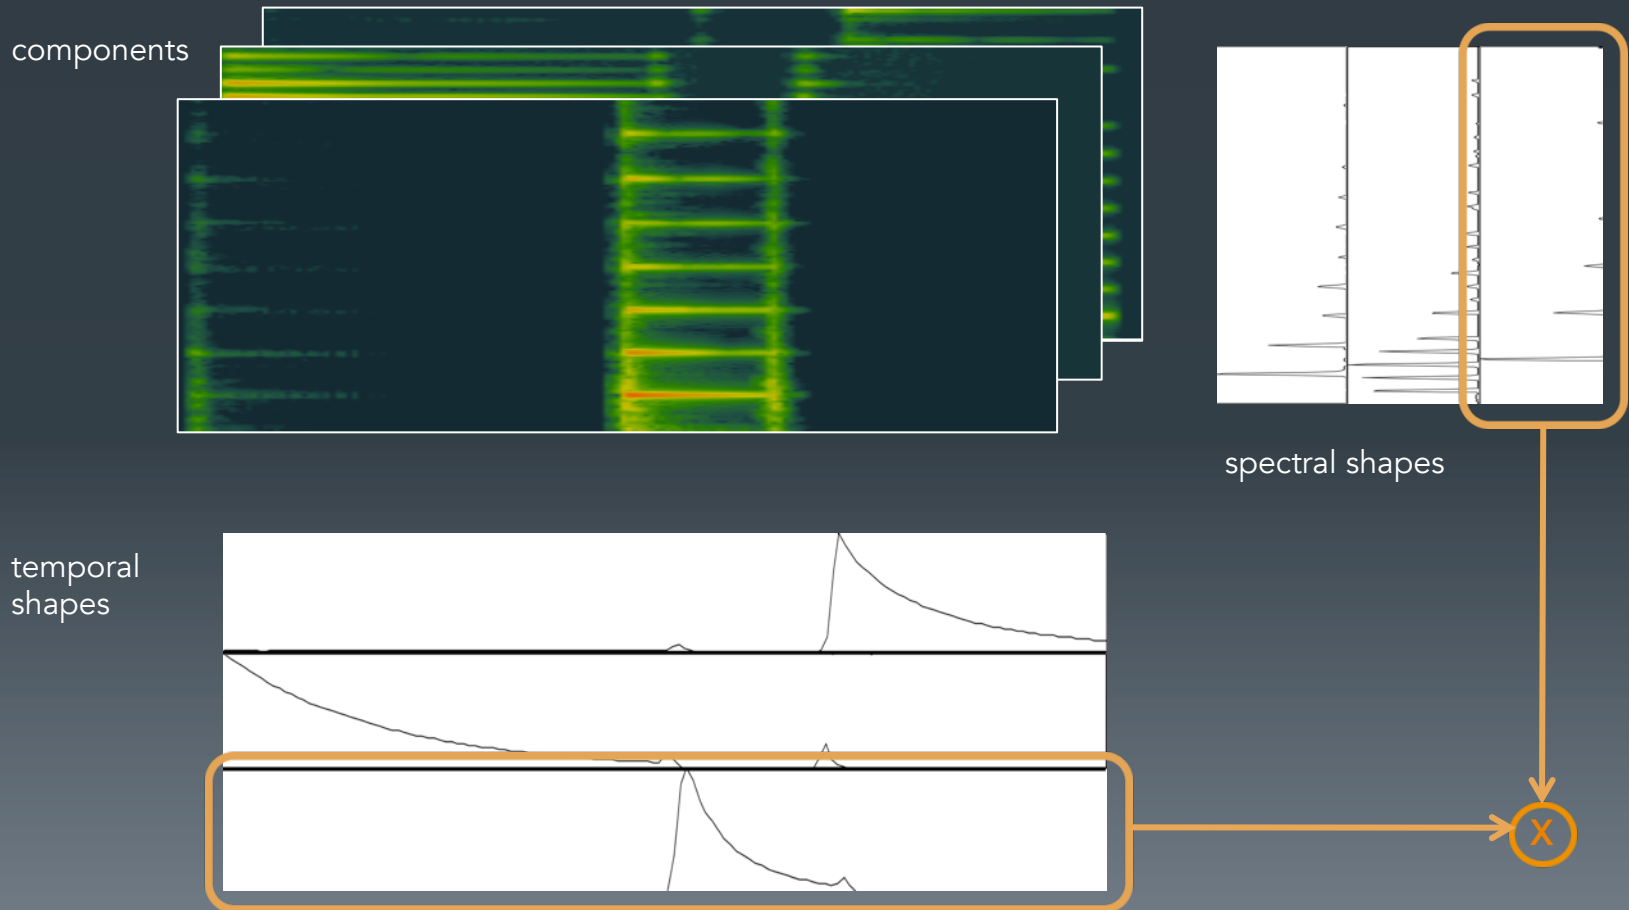 components
spectral shapes
temporal
shapes
X